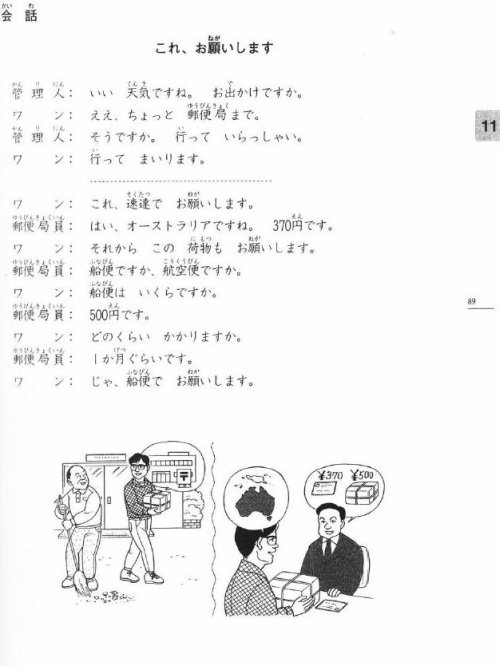 会話
これ、お願いします
管理人： いい 天気ですね。 お出かけですか。
ワン： ええ、ちょっと 郵便局まで。
管理人： そうですか。 行って いらっしゃい。
ワン： 行って まいります。
ワン： これ、速達で お願いします。
郵便局員： はい、オーストラリアですね。 370円です。
ワン： それから この 荷物も お願いします。
郵便局員： 船便ですか、航空便ですか。
ワン： 船便は いくらですか。
郵便局員： 500円です。
ワン： どのくらい かかりますか。
郵便局員： 1か月ぐらいです。
ワン： じゃ、船便で お願いします。
11
89
〒
¥370 ¥500